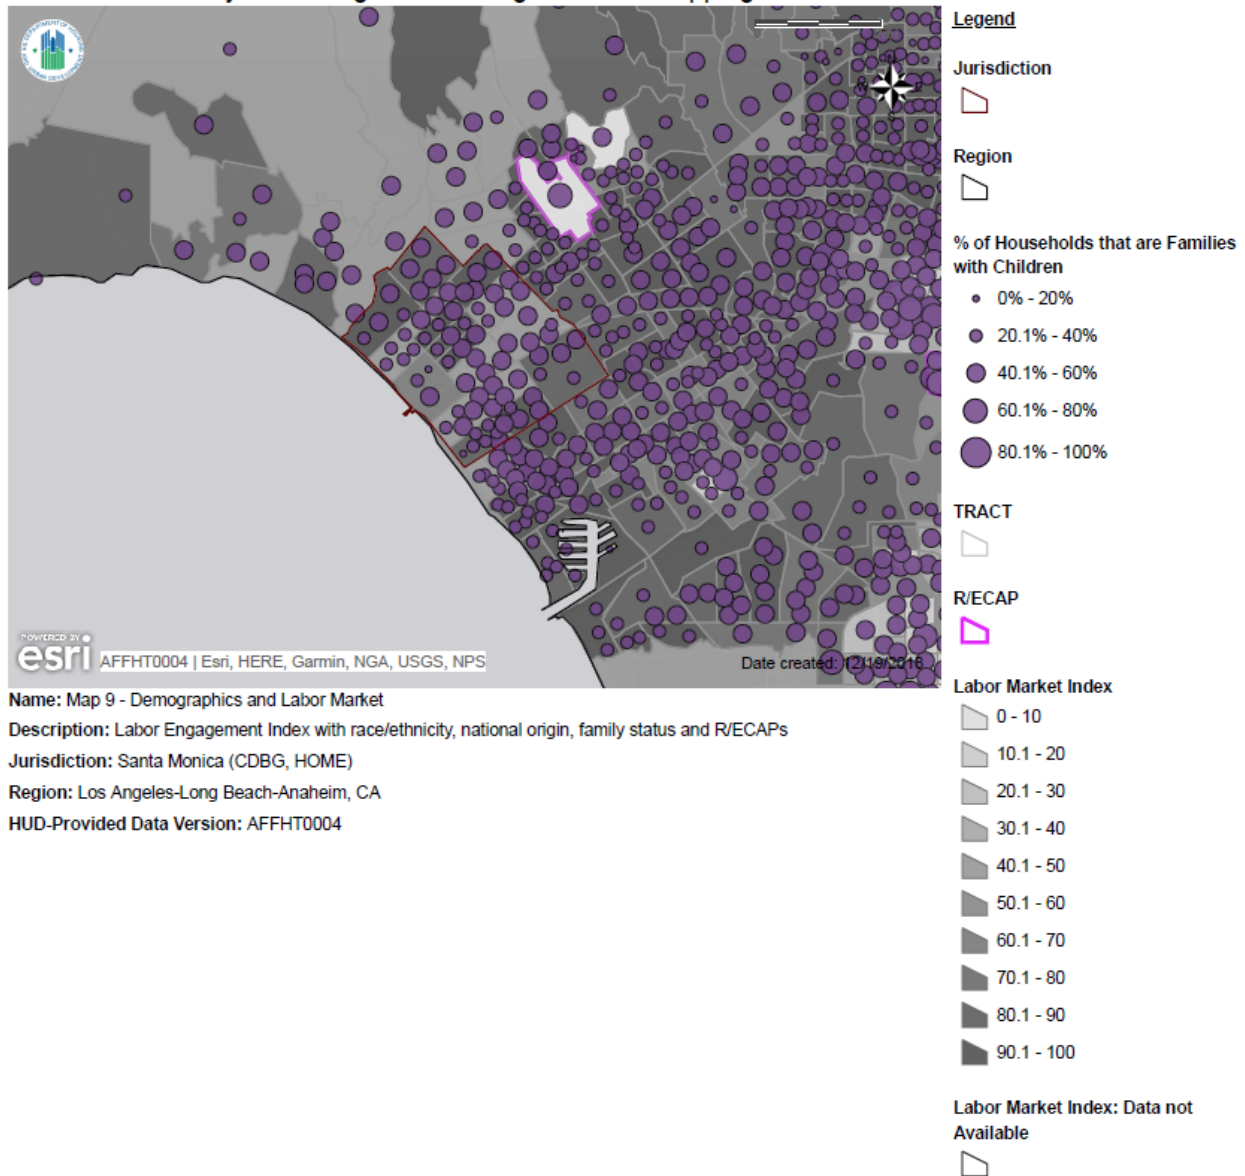 Legend
Jurisdiction
Region
% of Households that are Families
with Children
0% - 20%
20.1% - 40%
40.1% - 60%
60.1% - 80%
80.1% - 100%
TRACT
R/ECAP
Labor Market Index
0 - 10
10.1 - 20
20.1 - 30
30.1 - 40
40.1 - 50
50.1 - 60
60.1 - 70
70.1 - 80
80.1 - 90
90.1 - 100
Labor Market Index: Data not
Available
POWERED BY
esri
AFFHT0004 | Esri, HERE, Garmin, NGA, USGS, NPS
Date created: 12/19/2018
Name: Map 9 - Demographics and Labor Market
Description: Labor Engagement Index with race/ethnicity, national origin, family status and R/ECAPs
Jurisdiction: Santa Monica (CDBG, HOME)
Region: Los Angeles-Long Beach-Anaheim, CA
HUD-Provided Data Version: AFFHT0004